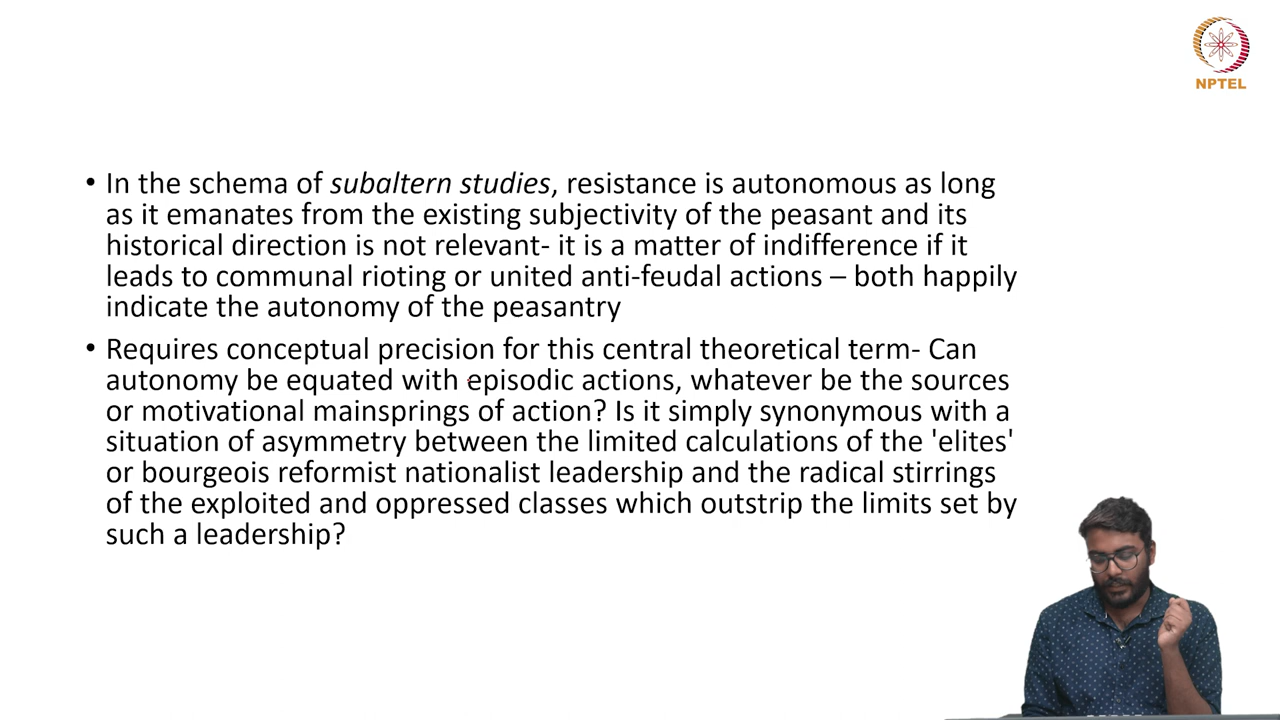 NPTEL
• In the schema of subaltern studies, resistance is autonomous as long
as it emanates from the existing subjectivity of the peasant and its
historical direction is not relevant- it is a matter of indifference if it
leads to communal rioting or united anti-feudal actions – both happily
indicate the autonomy of the peasantry
• Requires conceptual precision for this central theoretical term- Can
autonomy be equated with episodic actions, whatever be the sources
or motivational mainsprings of action? Is it simply synonymous with a
situation of asymmetry between the limited calculations of the 'elites'
or bourgeois reformist nationalist leadership and the radical stirrings
of the exploited and oppressed classes which outstrip the limits set by
such a leadership?